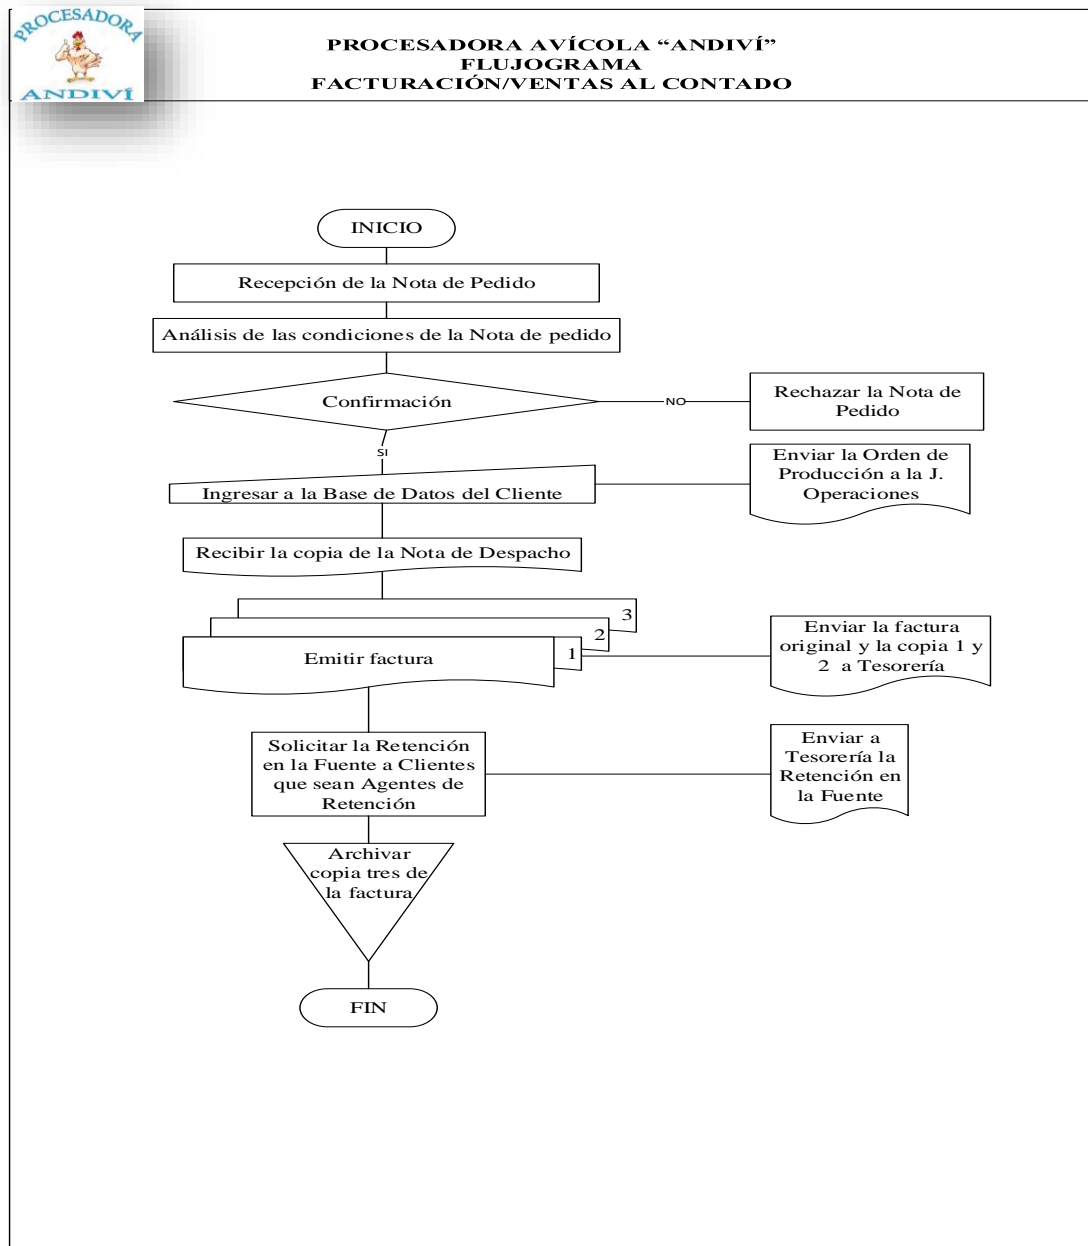 PROCESADORA
ANDIVÍ
PROCESADORA AVÍCOLA “ANDIVÍ”
FLUJOGRAMA
FACTURACIÓN/VENTAS AL CONTADO
INICIO
Recepción de la Nota de Pedido
Análisis de las condiciones de la Nota de pedido
Confirmación
NO
Rechazar la Nota de
Pedido
SI
Ingresar a la Base de Datos del Cliente
Enviar la Orden de
Producción a la J.
Operaciones
Recibir la copia de la Nota de Despacho
3
2
1
Emitir factura
Enviar la factura
original y la copia 1 y
2 a Tesorería
Solicitar la Retención
en la Fuente a Clientes
que sean Agentes de
Retención
Enviar a
Tesorería la
Retención en
la Fuente
Archivar
copia tres de
la factura
FIN